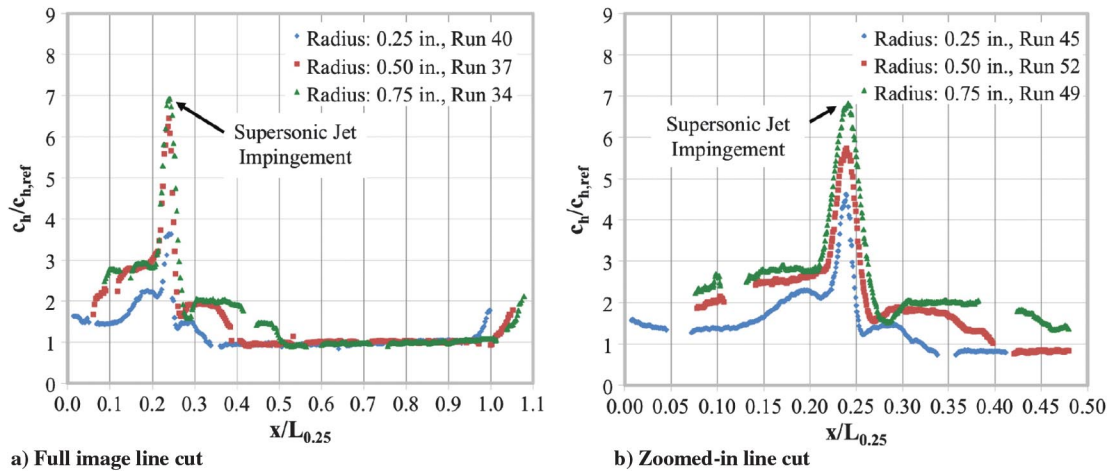 9
8
7
6
5
4
3
2
1
0
c_h/c_h,ref
0.0 0.1 0.2 0.3 0.4 0.5 0.6 0.7 0.8 0.9 1.0 1.1
x/L_0.25
Radius: 0.25 in., Run 40
Radius: 0.50 in., Run 37
Radius: 0.75 in., Run 34
Supersonic Jet
Impingement
a) Full image line cut
9
8
7
6
5
4
3
2
1
0
c_h/c_h,ref
0.00 0.05 0.10 0.15 0.20 0.25 0.30 0.35 0.40 0.45 0.50
x/L_0.25
Radius: 0.25 in., Run 45
Radius: 0.50 in., Run 52
Radius: 0.75 in., Run 49
Supersonic Jet
Impingement
b) Zoomed-in line cut